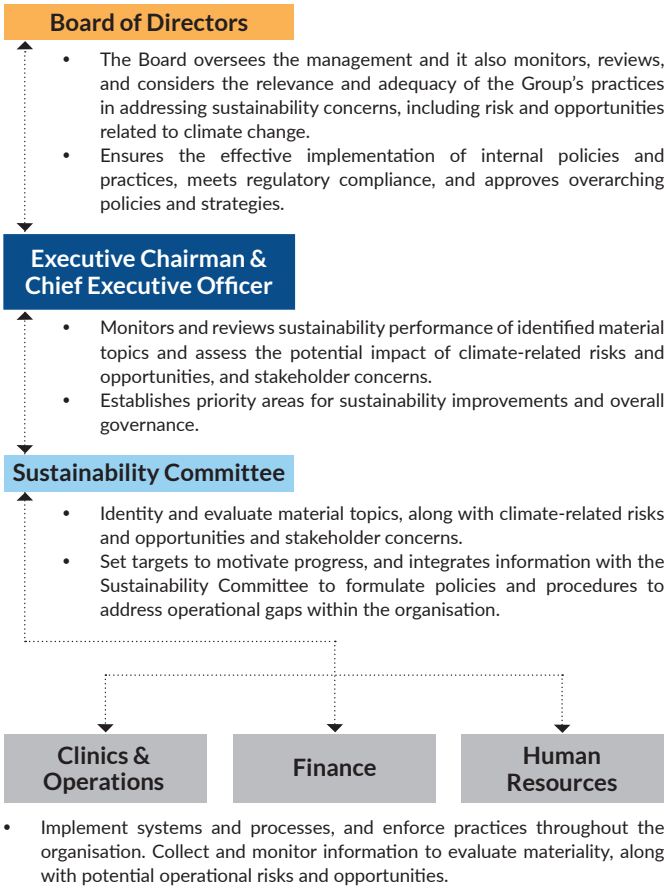 Board of Directors
• The Board oversees the management and it also monitors, reviews,
and considers the relevance and adequacy of the Group's practices
in addressing sustainability concerns, including risk and opportunities
related to climate change.
• Ensures the effective implementation of internal policies and
practices, meets regulatory compliance, and approves overarching
policies and strategies.
Executive Chairman &
Chief Executive Officer
• Monitors and reviews sustainability performance of identified material
topics and assess the potential impact of climate-related risks and
opportunities, and stakeholder concerns.
• Establishes priority areas for sustainability improvements and overall
governance.
Sustainability Committee
• Identity and evaluate material topics, along with climate-related risks
and opportunities and stakeholder concerns.
• Set targets to motivate progress, and integrates information with the
Sustainability Committee to formulate policies and procedures to
address operational gaps within the organisation.
Clinics &
Operations
Finance
Human
Resources
• Implement systems and processes, and enforce practices throughout the
organisation. Collect and monitor information to evaluate materiality, along
with potential operational risks and opportunities.